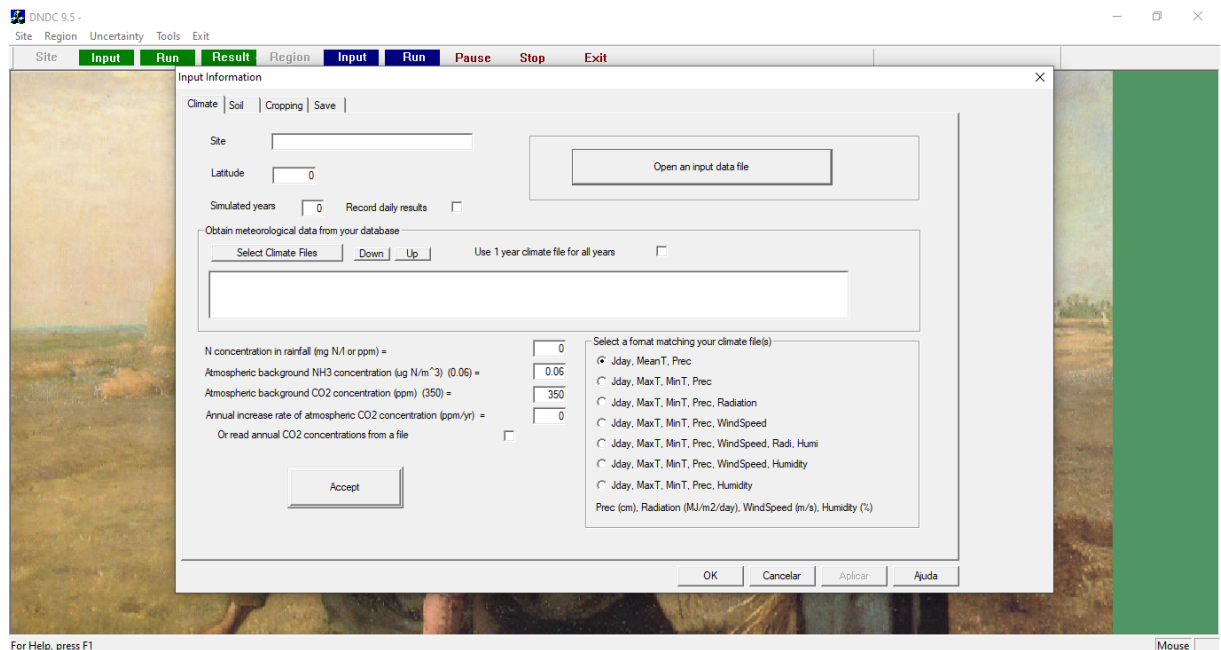 DNDC 9.5 -
Site Region Uncertainty Tools Exit
Site Input Run Result Region Input Run Pause Stop Exit
Input Information
Climate Soil Cropping Save
Site
Open an input data file
Latitude 0
Simulated years 0 Record daily results
Obtain meteorological data from your database
Select Climate Files Down Up Use 1 year climate file for all years
N concentration in rainfall (mg N/l or ppm) = 0
Atmospheric background NH3 concentration (ug N/m^3) (0.06) = 0.06
Atmospheric background CO2 concentration (ppm) (350) = 350
Annual increase rate of atmospheric CO2 concentration (ppm/yr) = 0
Or read annual CO2 concentrations from a file
Accept
Select a fomat matching your climate file(s)
Jday, MeanT, Prec
Jday, MaxT, MinT, Prec
Jday, MaxT, MinT, Prec, Radiation
Jday, MaxT, MinT, Prec, WindSpeed
Jday, MaxT, MinT, Prec, WindSpeed, Radi, Humi
Jday, MaxT, MinT, Prec, WindSpeed, Humidity
Jday, MaxT, MinT, Prec, Humidity
Prec (cm), Radiation (MJ/m2/day), WindSpeed (m/s), Humidity (%)
OK Cancelar Aplicar Ajuda
For Help, press F1 Mouse